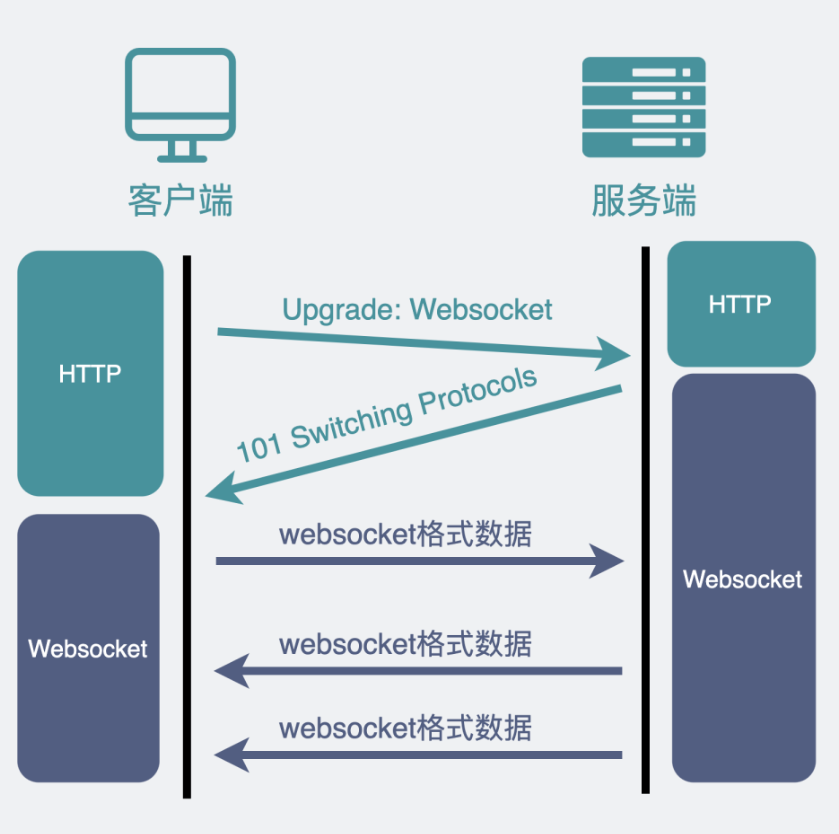 客户端
服务端
HTTP
Upgrade: Websocket
HTTP
101 Switching Protocols
websocket格式数据
Websocket
websocket格式数据
Websocket
websocket格式数据